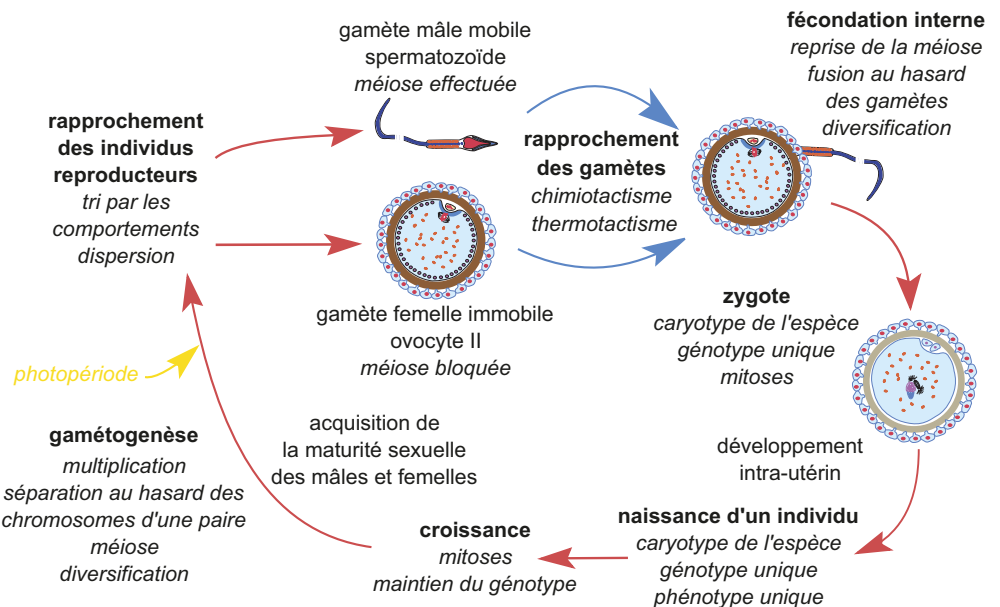 gamète mâle mobile
spermatozoïde
méiose effectuée
fécondation interne
reprise de la méiose
fusion au hasard
des gamètes
diversification
rapprochement
des individus
reproducteurs
tri par les
comportements
dispersion
rapprochement
des gamètes
chimiotactisme
thermotactisme
gamète femelle immobile
ovocyte II
méiose bloquée
zygote
caryotype de l'espèce
génotype unique
mitoses
photopériode
gamétogenèse
multiplication
séparation au hasard des
chromosomes d'une paire
méiose
diversification
acquisition de
la maturité sexuelle
des mâles et femelles
développement
intra-utérin
croissance
mitoses
maintien du génotype
naissance d'un individu
caryotype de l'espèce
génotype unique
phénotype unique